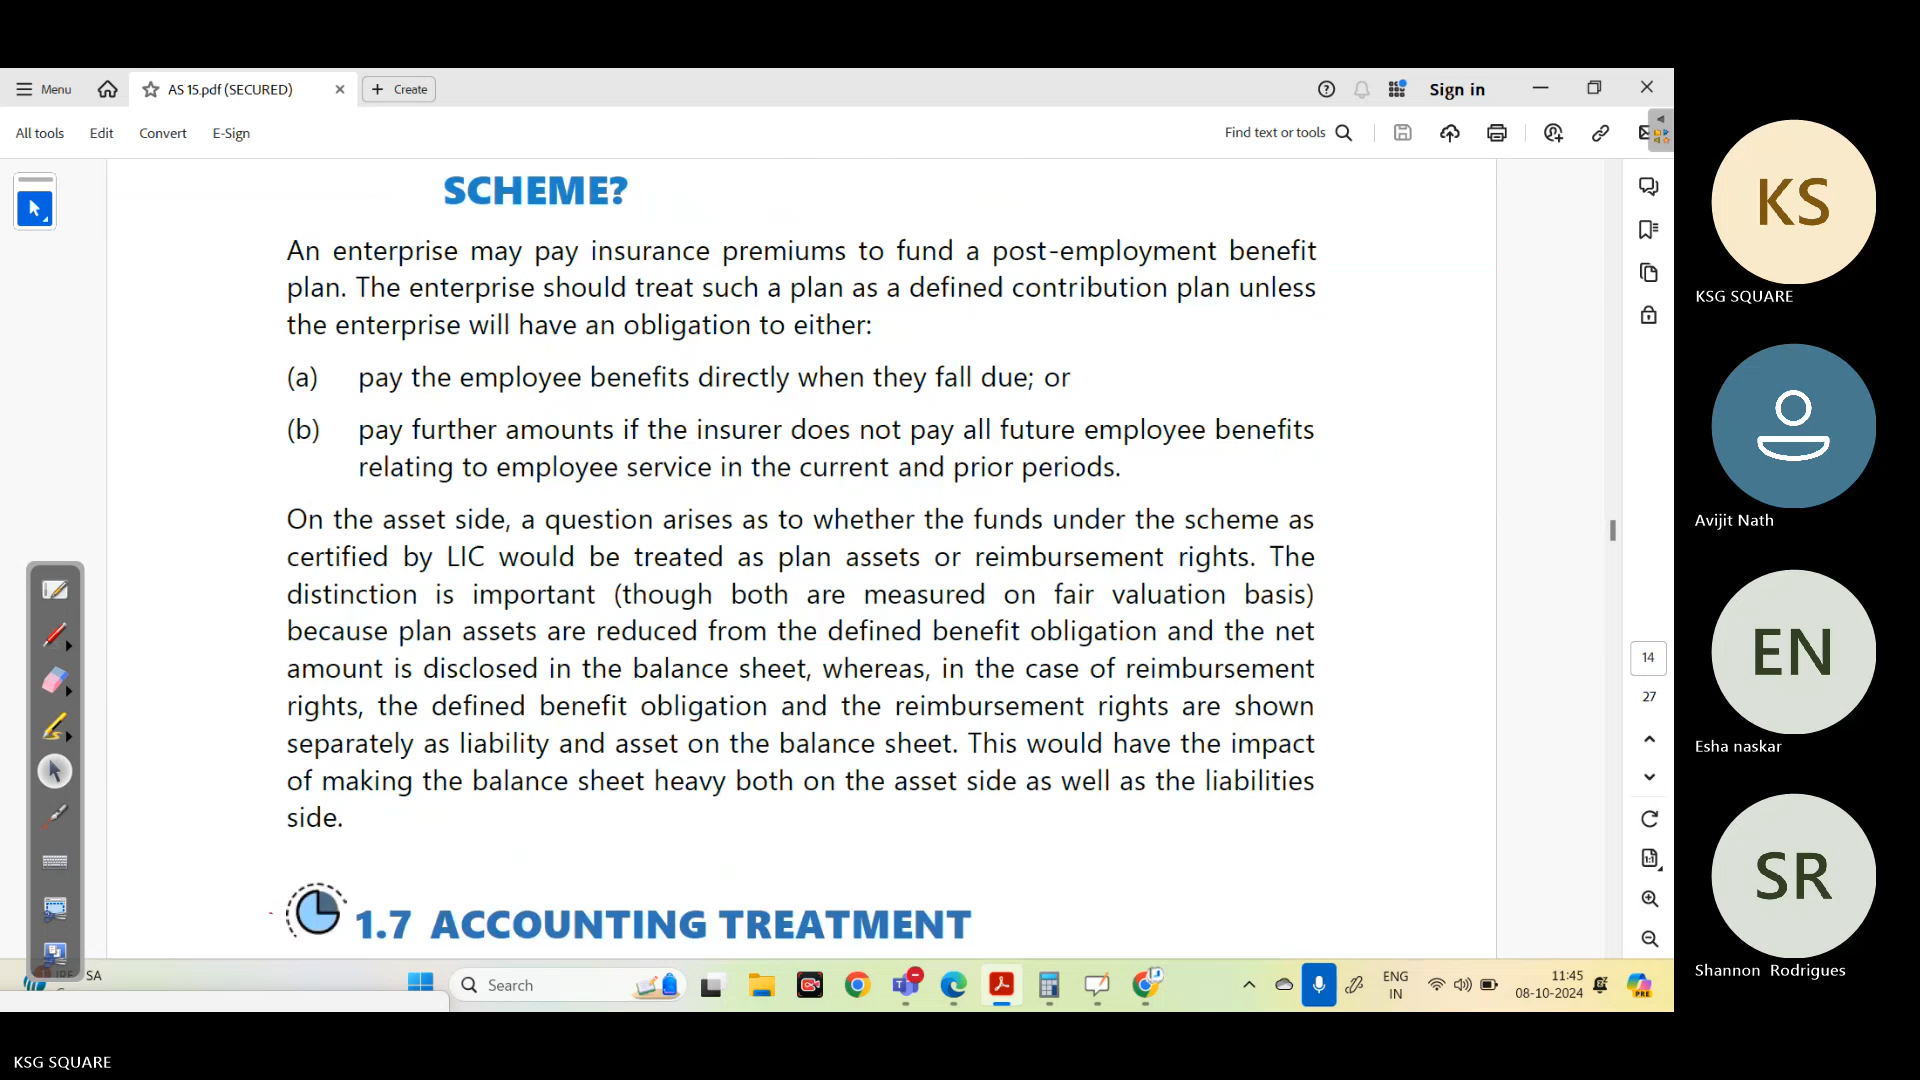 Menu
AS 15.pdf (SECURED)
Create
Sign in
All tools
Edit
Convert
E-Sign
Find text or tools
SCHEME?
An enterprise may pay insurance premiums to fund a post-employment benefit
plan. The enterprise should treat such a plan as a defined contribution plan unless
the enterprise will have an obligation to either:
(a) pay the employee benefits directly when they fall due; or
(b) pay further amounts if the insurer does not pay all future employee benefits
relating to employee service in the current and prior periods.
On the asset side, a question arises as to whether the funds under the scheme as
certified by LIC would be treated as plan assets or reimbursement rights. The
distinction is important (though both are measured on fair valuation basis)
because plan assets are reduced from the defined benefit obligation and the net
amount is disclosed in the balance sheet, whereas, in the case of reimbursement
rights, the defined benefit obligation and the reimbursement rights are shown
separately as liability and asset on the balance sheet. This would have the impact
of making the balance sheet heavy both on the asset side as well as the liabilities
side.
1.7 ACCOUNTING TREATMENT
14
27
KS
KSG SQUARE
Avijit Nath
EN
Esha naskar
SR
Shannon Rodrigues
SA
Search
ENG
IN
11:45
08-10-2024
PRE
KSG SQUARE